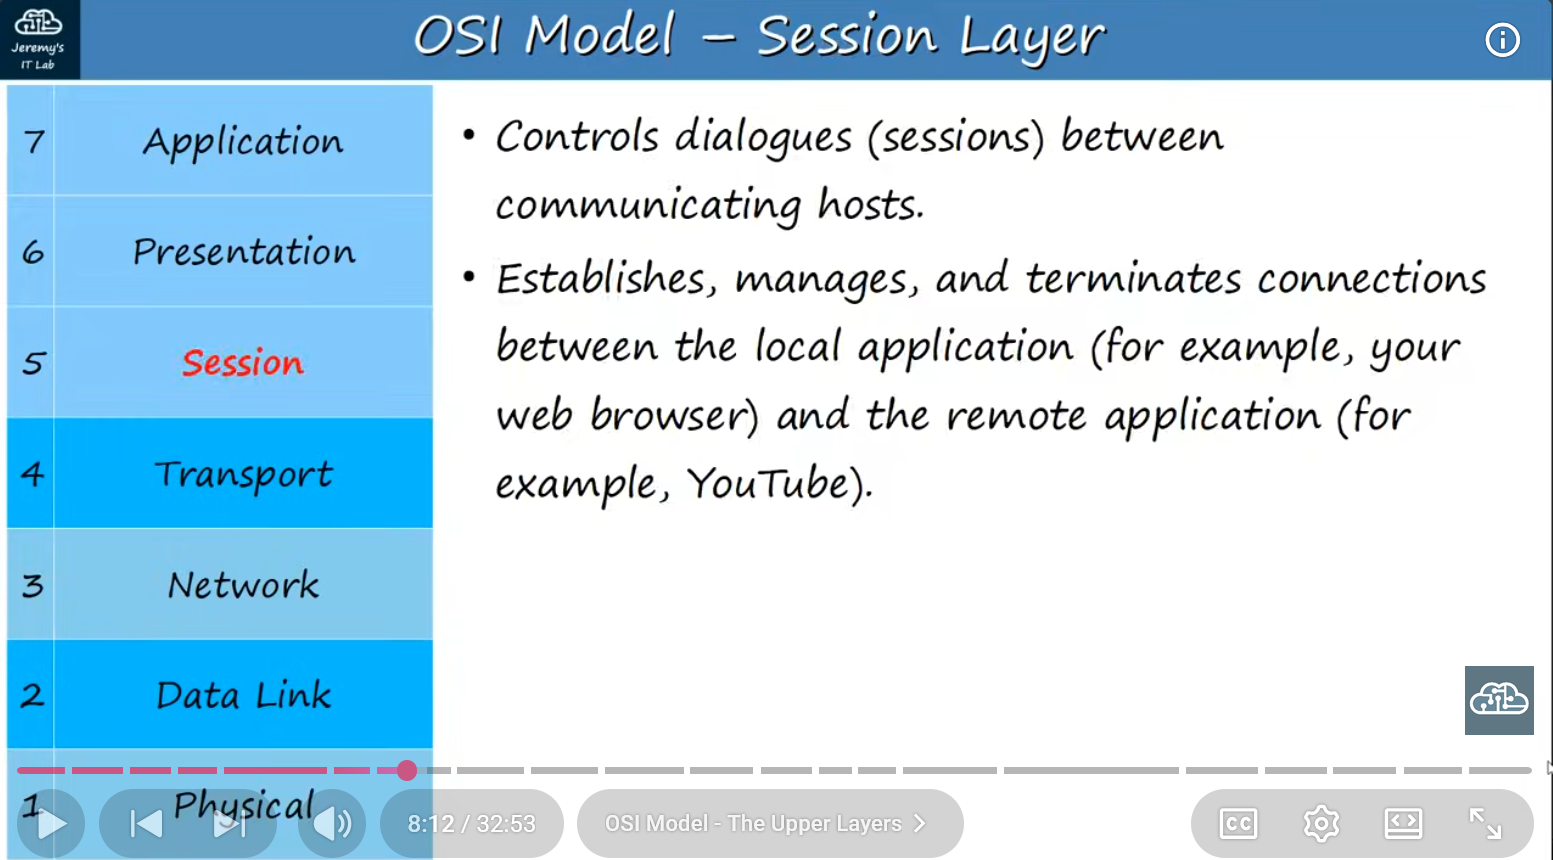 Jeremy's
IT Lab
OSI Model – Session Layer
7 Application
6 Presentation
5 Session
4 Transport
3 Network
2 Data Link
1 Physical
• Controls dialogues (sessions) between
communicating hosts.
• Establishes, manages, and terminates connections
between the local application (for example, your
web browser) and the remote application (for
example, YouTube).
8:12 / 32:53
OSI Model - The Upper Layers
CC